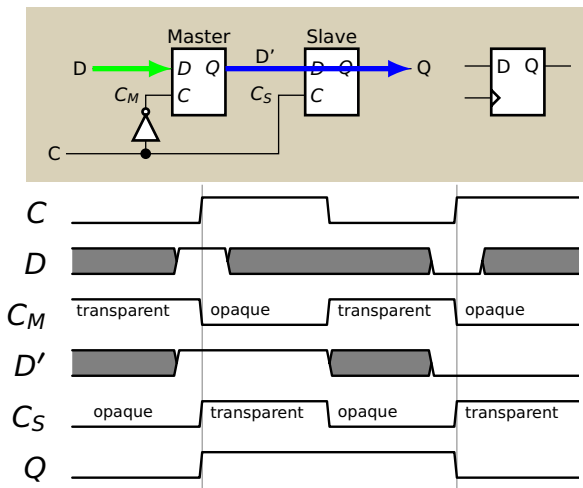 Master Slave
D D Q D’ D Q Q D Q
C_M C C_S C
C
C
D
C_M transparent opaque transparent opaque
D′
C_S opaque transparent opaque transparent
Q